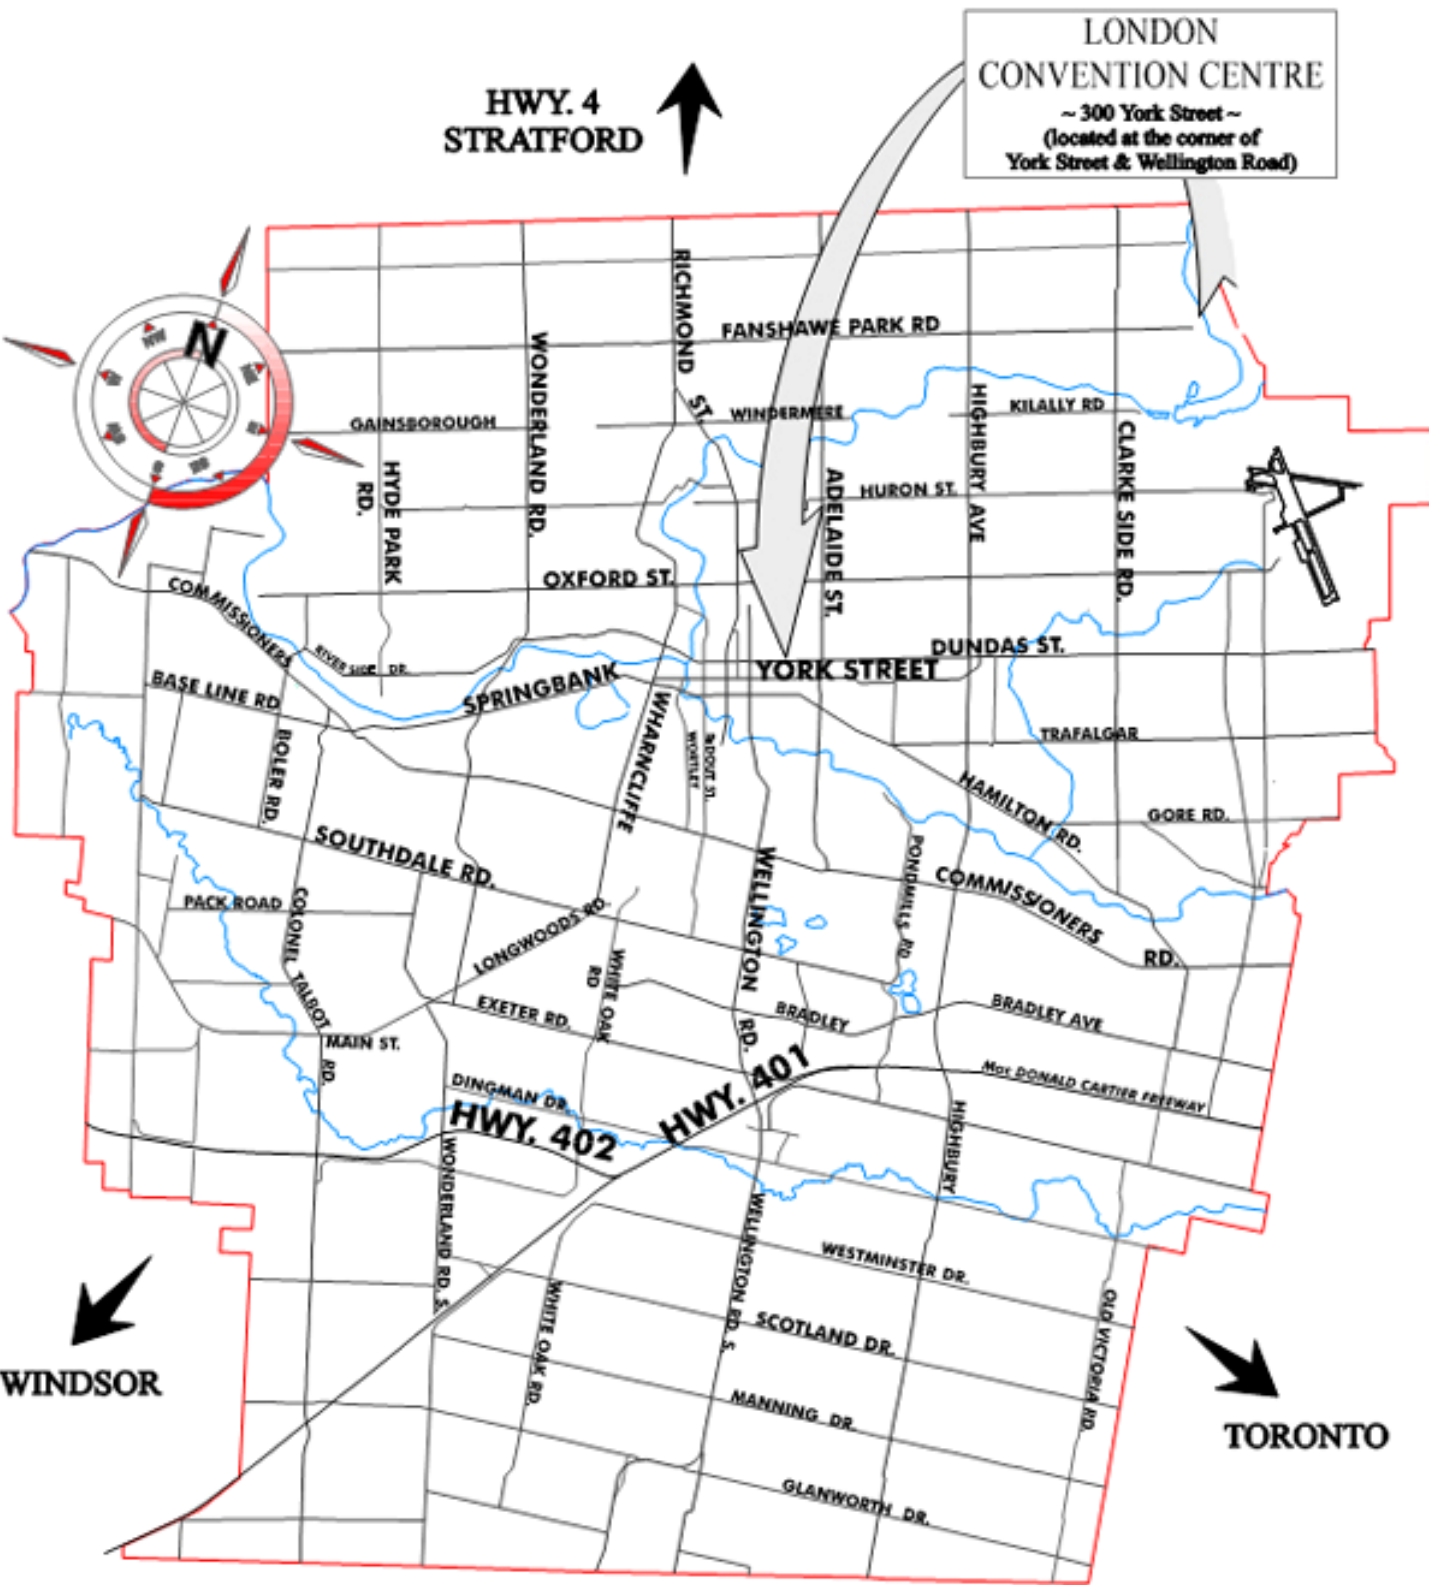 LONDON
CONVENTION CENTRE
~ 300 York Street ~
(located at the corner of
York Street & Wellington Road)
HWY. 4
STRATFORD
N
NW
RICHMOND
ST.
FANSHAWE PARK RD
WONDERLAND RD.
GAINSBOROUGH
WINDERMERE
HIGHBURY AVE
KILALLY RD
CLARKE SIDE RD.
HYDE PARK
RD.
ADELAIDE ST.
HURON ST.
OXFORD ST.
COMMISSIONERS
RIVER SIDE DR.
DUNDAS ST.
YORK STREET
BASE LINE RD
SPRINGBANK
WHARNCLIFFE
BOLER RD.
WORTLEY
RIDOUT ST.
TRAFALGAR
HAMILTON RD.
GORE RD.
SOUTHDALE RD.
WELLINGTON
RD.
PONDMILLS RD
COMMISSIONERS
RD.
PACK ROAD
COLONEL TALBOT
RD.
LONGWOODS RD.
WHITE OAK
RD
EXETER RD.
BRADLEY
BRADLEY AVE
MAIN ST.
HWY. 401
Mac DONALD CARTIER FREEWAY
DINGMAN DR.
HWY. 402
HIGHBURY
WONDERLAND RD. S.
WELLINGTON RD. S.
WESTMINSTER DR.
WHITE OAK RD.
SCOTLAND DR.
OLD VICTORIA RD.
MANNING DR.
GLANWORTH DR.
WINDSOR
TORONTO